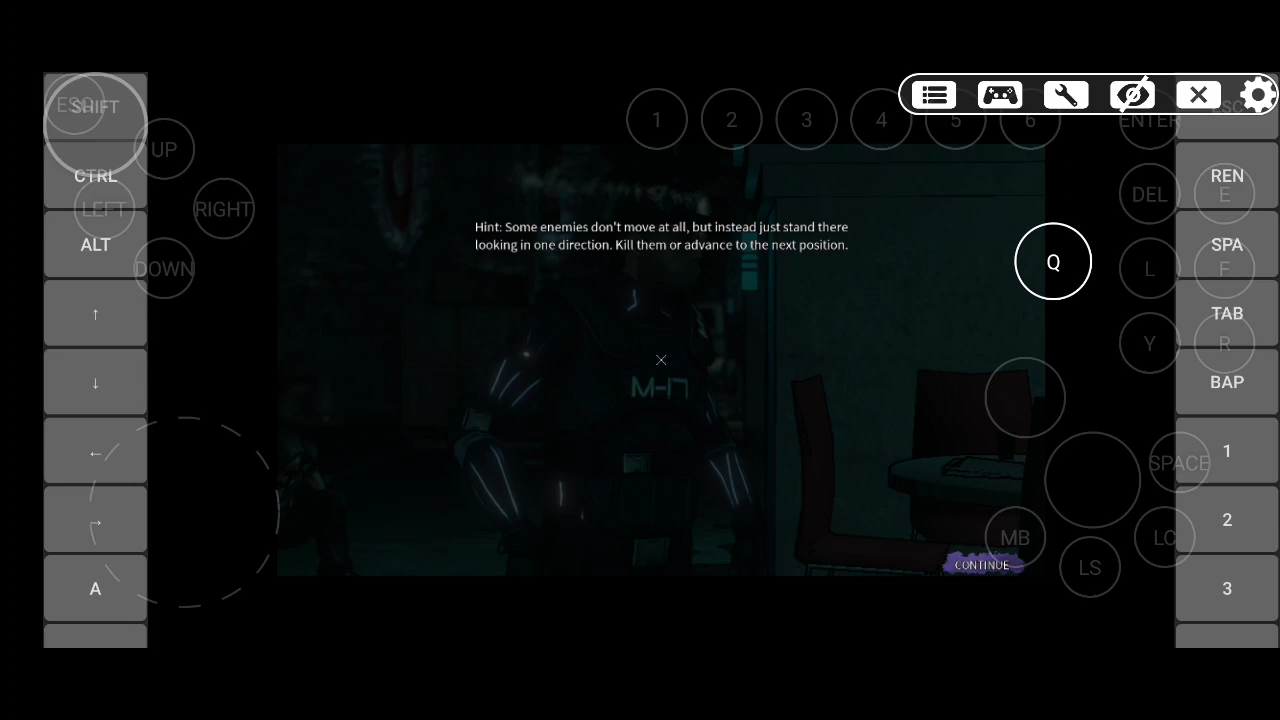 ESC
SHIFT
CTRL
ALT
↑
↓
←
→
A
UP
LEFT
RIGHT
DOWN
1
2
3
4
5
6
Hint: Some enemies don't move at all, but instead just stand there
looking in one direction. Kill them or advance to the next position.
M-17
CONTINUE
Q
ENTER
DEL
L
Y
E
F
R
SPACE
MB
LC
LS
ESC
REN
SPA
TAB
BAP
1
2
3